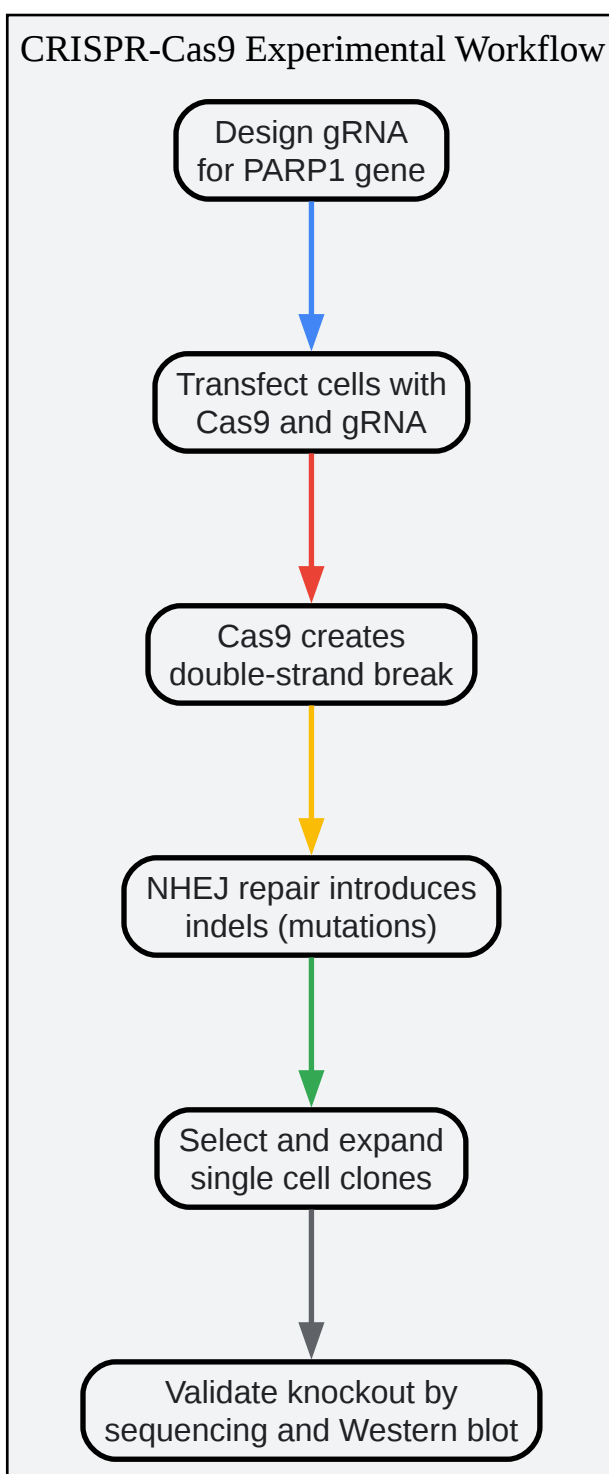 CRISPR-Cas9 Experimental Workflow
Design gRNA
for PARP1 gene
Transfect cells with
Cas9 and gRNA
Cas9 creates
double-strand break
NHEJ repair introduces
indels (mutations)
Select and expand
single cell clones
Validate knockout by
sequencing and Western blot